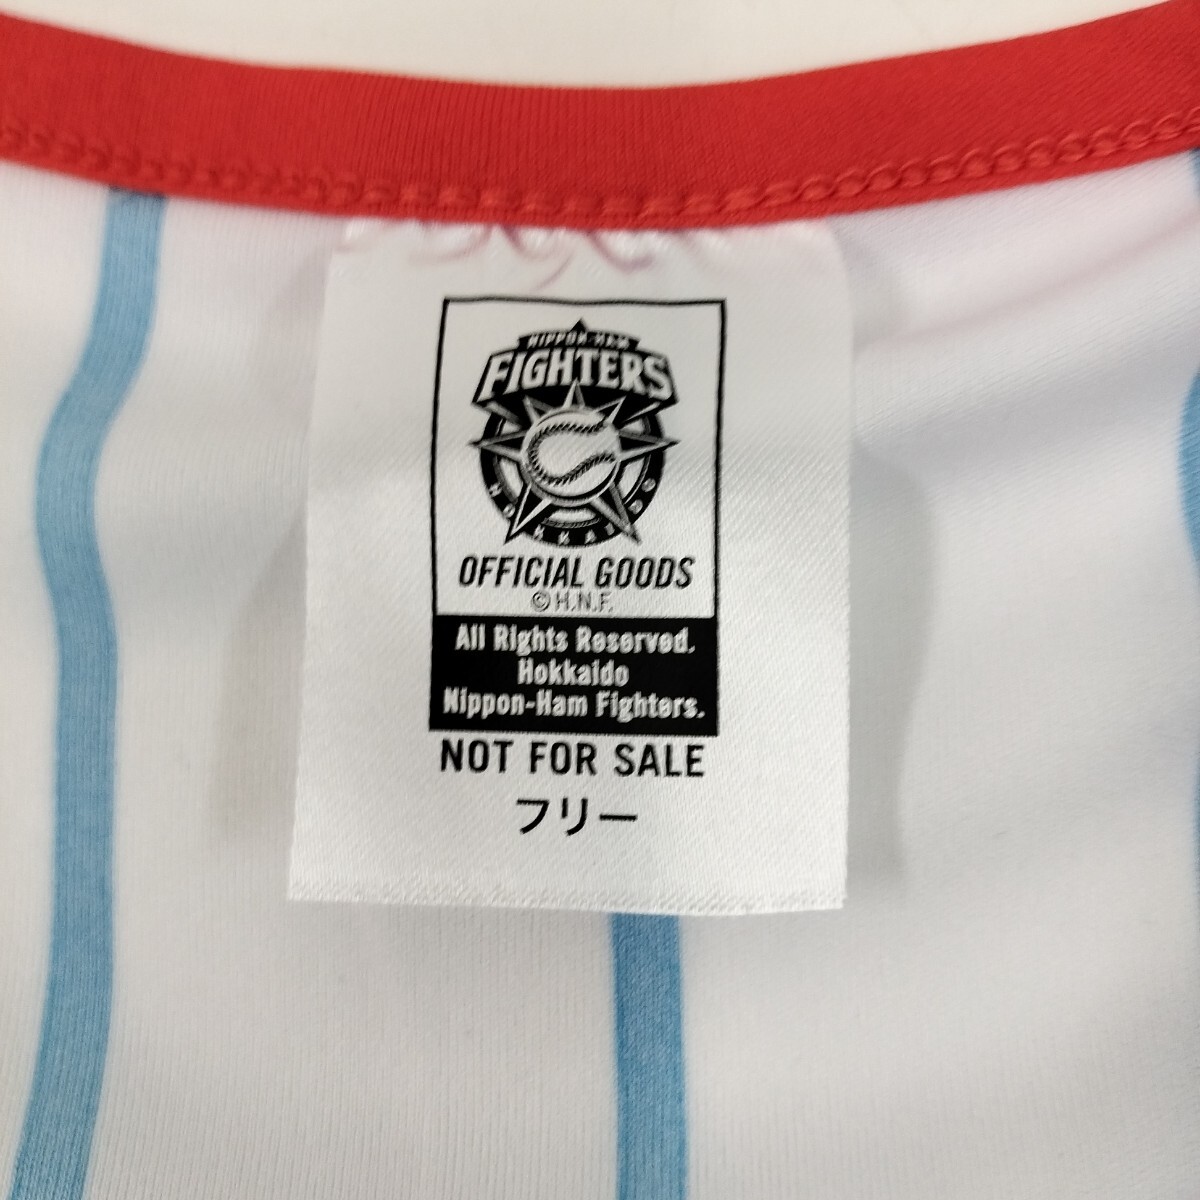 NIPPON-HAM
FIGHTERS
HOKKAIDO
OFFICIAL GOODS
© H.N.F.
All Rights Reserved.
Hokkaido
Nippon-Ham Fighters.
NOT FOR SALE
フリー